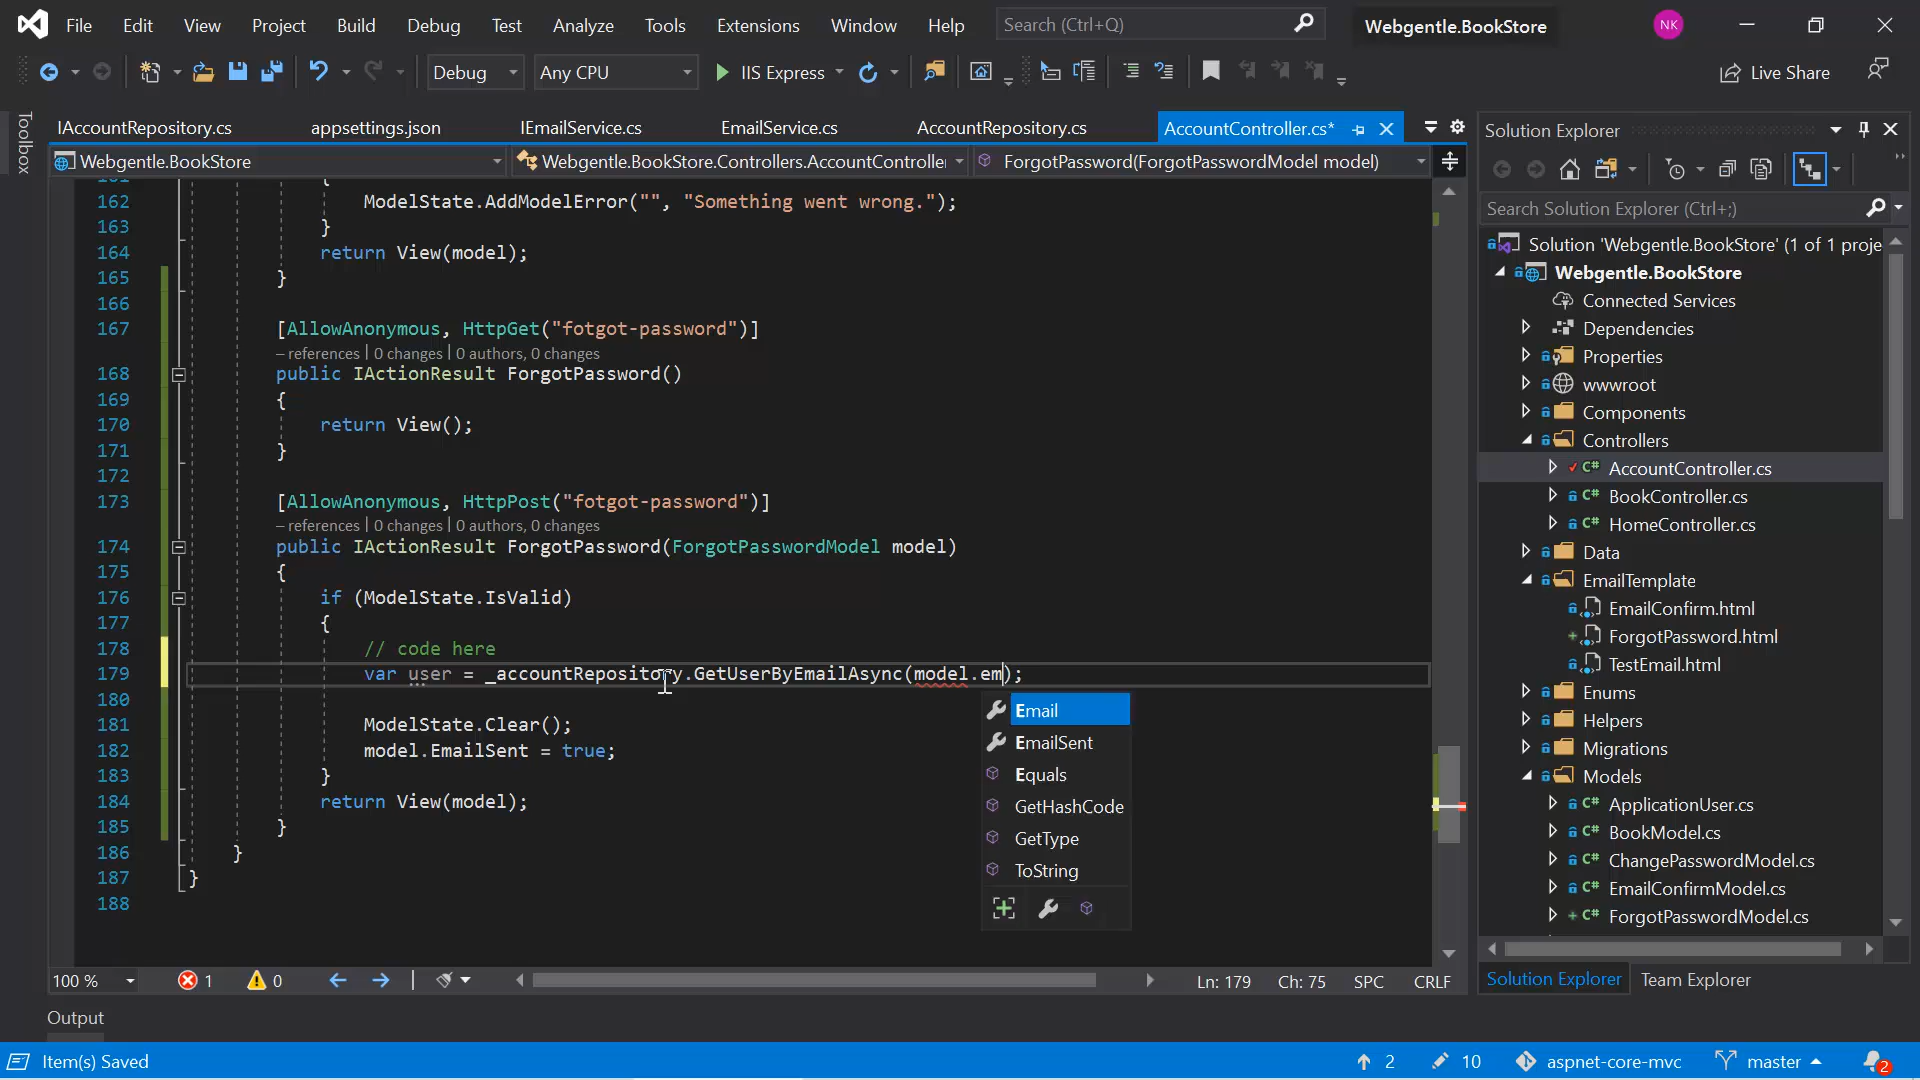 File Edit View Project Build Debug Test Analyze Tools Extensions Window Help Search (Ctrl+Q) Webgentle.BookStore NK
Debug Any CPU IIS Express Live Share
Toolbox
IAccountRepository.cs appsettings.json IEmailService.cs EmailService.cs AccountRepository.cs AccountController.cs*
Webgentle.BookStore Webgentle.BookStore.Controllers.AccountController ForgotPassword(ForgotPasswordModel model)
161 {
162 ModelState.AddModelError("", "Something went wrong.");
163 }
164 return View(model);
165 }
166
167 [AllowAnonymous, HttpGet("fotgot-password")]
– references | 0 changes | 0 authors, 0 changes
168 public IActionResult ForgotPassword()
169 {
170 return View();
171 }
172
173 [AllowAnonymous, HttpPost("fotgot-password")]
– references | 0 changes | 0 authors, 0 changes
174 public IActionResult ForgotPassword(ForgotPasswordModel model)
175 {
176 if (ModelState.IsValid)
177 {
178 // code here
179 var user = _accountRepository.GetUserByEmailAsync(model.em);
180
181 ModelState.Clear();
182 model.EmailSent = true;
183 }
184 return View(model);
185 }
186 }
187 }
188
Email
EmailSent
Equals
GetHashCode
GetType
ToString
100 % 1 0 Ln: 179 Ch: 75 SPC CRLF
Output
Solution Explorer
Search Solution Explorer (Ctrl+;)
Solution 'Webgentle.BookStore' (1 of 1 proje
Webgentle.BookStore
Connected Services
Dependencies
Properties
wwwroot
Components
Controllers
AccountController.cs
BookController.cs
HomeController.cs
Data
EmailTemplate
EmailConfirm.html
ForgotPassword.html
TestEmail.html
Enums
Helpers
Migrations
Models
ApplicationUser.cs
BookModel.cs
ChangePasswordModel.cs
EmailConfirmModel.cs
ForgotPasswordModel.cs
Solution Explorer Team Explorer
Item(s) Saved 2 10 aspnet-core-mvc master 2